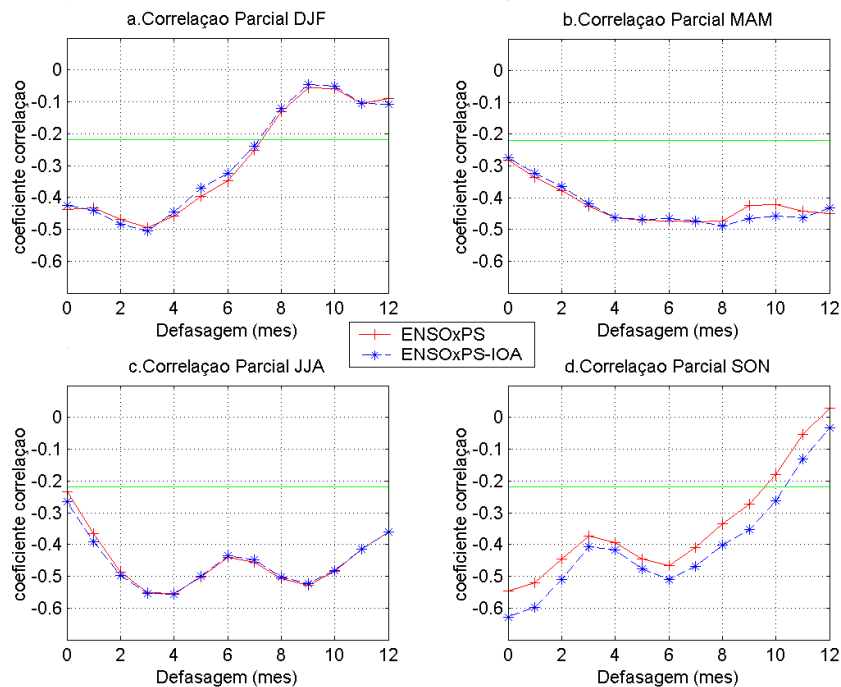 a.Correlaçao Parcial DJF
coeficiente correlaçao
0
-0.1
-0.2
-0.3
-0.4
-0.5
-0.6
0 2 4 6 8 10 12
Defasagem (mes)
b.Correlaçao Parcial MAM
coeficiente correlaçao
0
-0.1
-0.2
-0.3
-0.4
-0.5
-0.6
0 2 4 6 8 10 12
Defasagem (mes)
ENSOxPS
ENSOxPS-IOA
c.Correlaçao Parcial JJA
coeficiente correlaçao
0
-0.1
-0.2
-0.3
-0.4
-0.5
-0.6
0 2 4 6 8 10 12
Defasagem (mes)
d.Correlaçao Parcial SON
coeficiente correlaçao
0
-0.1
-0.2
-0.3
-0.4
-0.5
-0.6
0 2 4 6 8 10 12
Defasagem (mes)